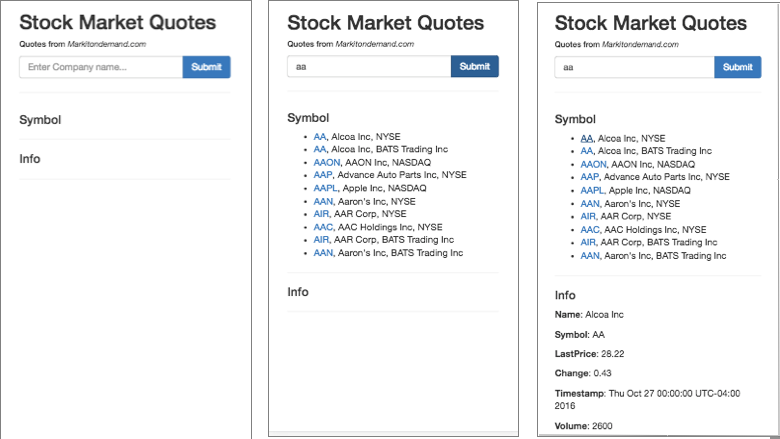 Stock Market Quotes
Quotes from Markitondemand.com
Enter Company name...
Submit
Symbol
Info
Stock Market Quotes
Quotes from Markitondemand.com
aa
Submit
Symbol
• AA, Alcoa Inc, NYSE
• AA, Alcoa Inc, BATS Trading Inc
• AAON, AAON Inc, NASDAQ
• AAP, Advance Auto Parts Inc, NYSE
• AAPL, Apple Inc, NASDAQ
• AAN, Aaron's Inc, NYSE
• AIR, AAR Corp, NYSE
• AAC, AAC Holdings Inc, NYSE
• AIR, AAR Corp, BATS Trading Inc
• AAN, Aaron's Inc, BATS Trading Inc
Info
Stock Market Quotes
Quotes from Markitondemand.com
aa
Submit
Symbol
• AA, Alcoa Inc, NYSE
• AA, Alcoa Inc, BATS Trading Inc
• AAON, AAON Inc, NASDAQ
• AAP, Advance Auto Parts Inc, NYSE
• AAPL, Apple Inc, NASDAQ
• AAN, Aaron's Inc, NYSE
• AIR, AAR Corp, NYSE
• AAC, AAC Holdings Inc, NYSE
• AIR, AAR Corp, BATS Trading Inc
• AAN, Aaron's Inc, BATS Trading Inc
Info
Name: Alcoa Inc
Symbol: AA
LastPrice: 28.22
Change: 0.43
Timestamp: Thu Oct 27 00:00:00 UTC-04:00
2016
Volume: 2600